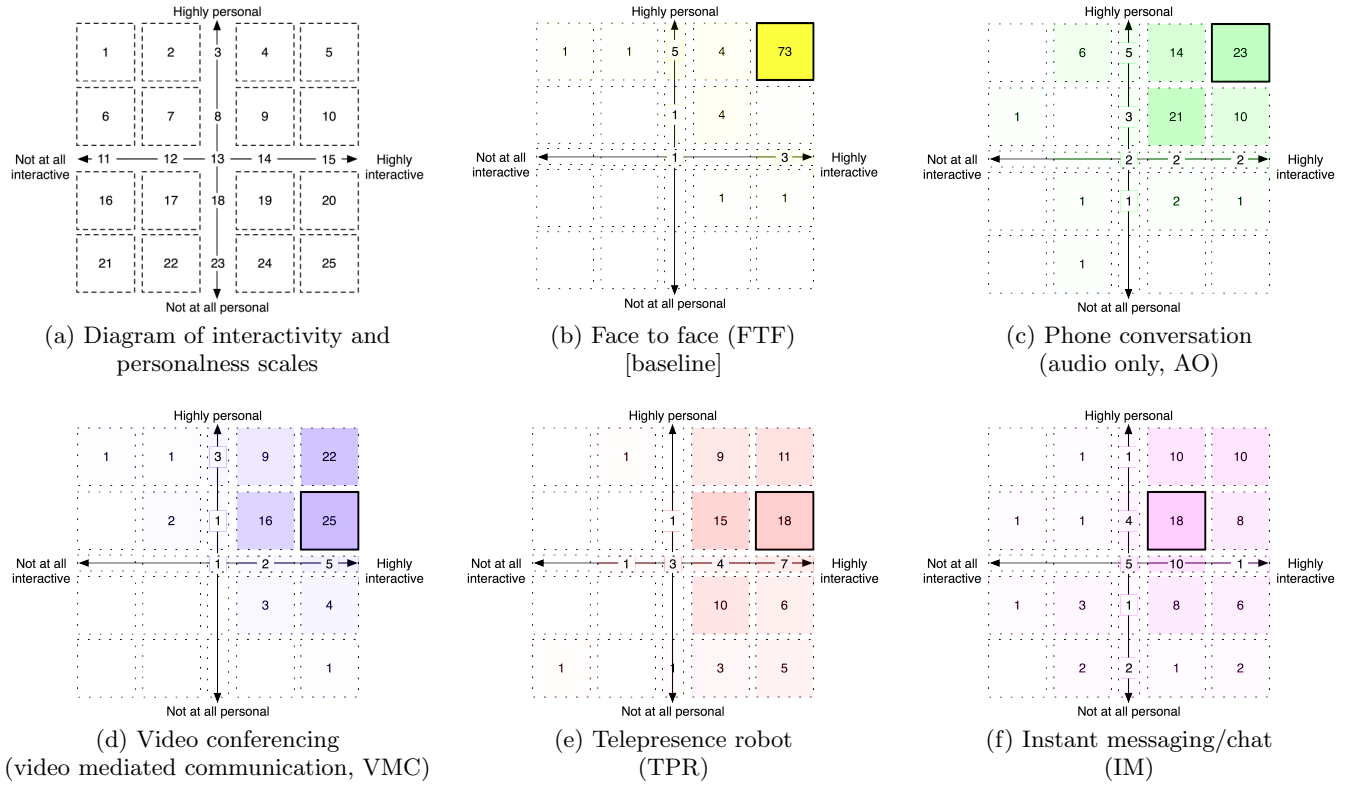 Highly personal
1 2 3 4 5
6 7 8 9 10
Not at all interactive 11 12 13 14 15 Highly interactive
16 17 18 19 20
21 22 23 24 25
Not at all personal
(a) Diagram of interactivity and
personalness scales
Highly personal
1 1 5 4 73
1 4
Not at all interactive 1 3 Highly interactive
1 1
Not at all personal
(b) Face to face (FTF)
[baseline]
Highly personal
6 5 14 23
1 3 21 10
Not at all interactive 2 2 2 Highly interactive
1 1 2 1
1
Not at all personal
(c) Phone conversation
(audio only, AO)
Highly personal
1 1 3 9 22
2 1 16 25
Not at all interactive 1 2 5 Highly interactive
3 4
1
Not at all personal
(d) Video conferencing
(video mediated communication, VMC)
Highly personal
1 9 11
1 15 18
Not at all interactive 1 3 4 7 Highly interactive
10 6
1 1 3 5
Not at all personal
(e) Telepresence robot
(TPR)
Highly personal
1 1 10 10
1 1 4 18 8
Not at all interactive 5 10 1 Highly interactive
1 3 1 8 6
2 2 1 2
Not at all personal
(f) Instant messaging/chat
(IM)